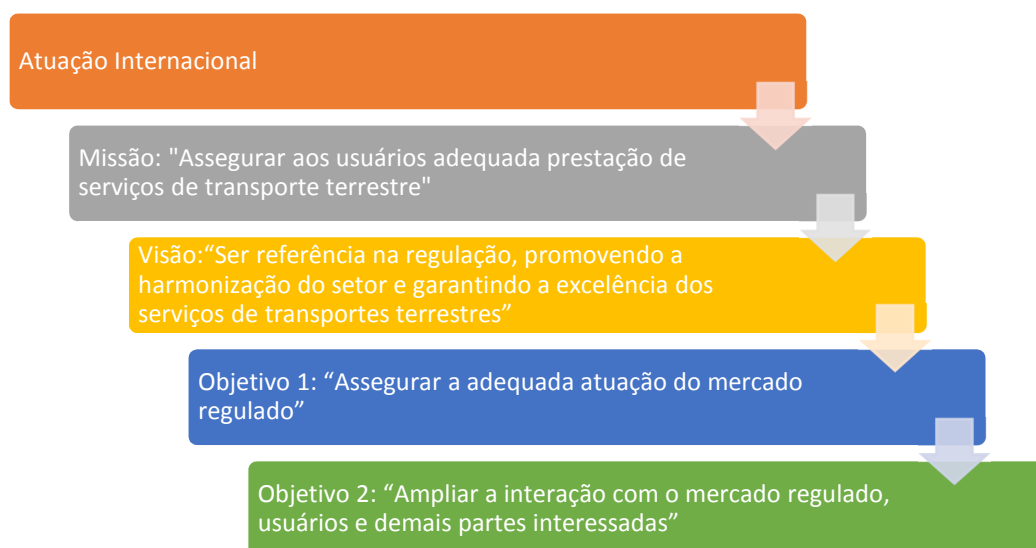 Atuação Internacional
Missão: "Assegurar aos usuários adequada prestação de
serviços de transporte terrestre"
Visão:“Ser referência na regulação, promovendo a
harmonização do setor e garantindo a excelência dos
serviços de transportes terrestres”
Objetivo 1: “Assegurar a adequada atuação do mercado
regulado”
Objetivo 2: “Ampliar a interação com o mercado regulado,
usuários e demais partes interessadas”